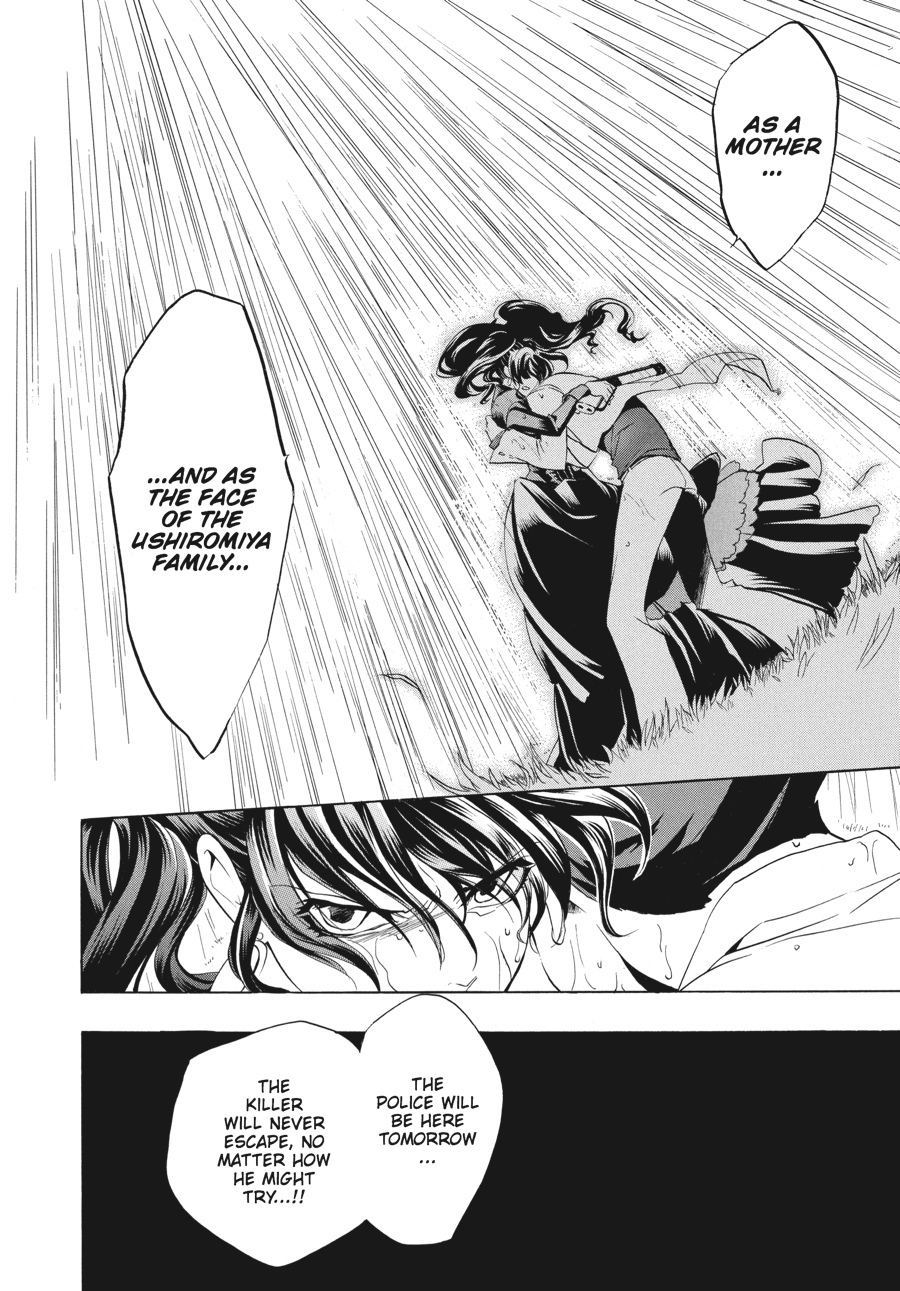 AS A
MOTHER
...
...AND AS
THE FACE
OF THE
USHIROMIYA
FAMILY...
THE
POLICE WILL
BE HERE
TOMORROW
...
THE
KILLER
WILL NEVER
ESCAPE, NO
MATTER HOW
HE MIGHT
TRY...!!